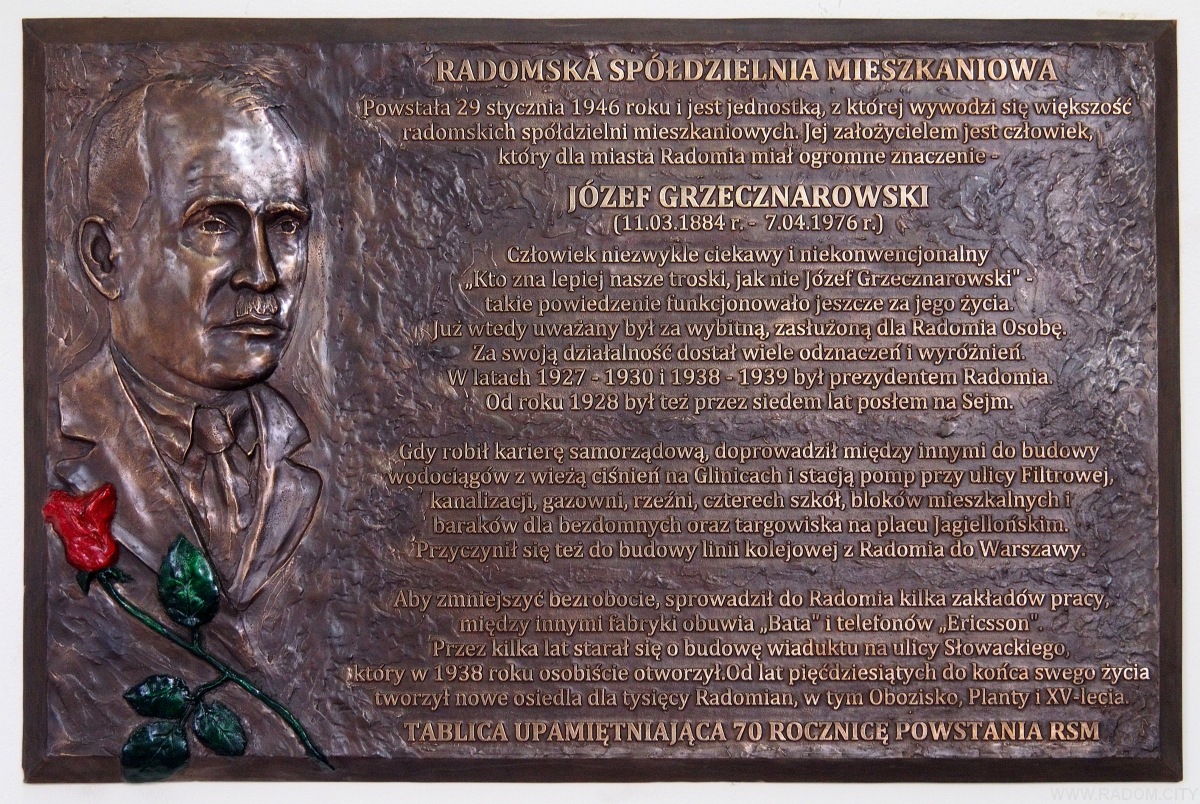 RADOMSKA SPÓŁDZIELNIA MIESZKANIOWA
Powstała 29 stycznia 1946 roku i jest jednostką, z której wywodzi się większość
radomskich spółdzielni mieszkaniowych. Jej założycielem jest człowiek,
który dla miasta Radomia miał ogromne znaczenie -
JÓZEF GRZECZNAROWSKI
(11.03.1884 r. - 7.04.1976 r.)
Człowiek niezwykle ciekawy i niekonwencjonalny
„Kto zna lepiej nasze troski, jak nie Józef Grzecznarowski" -
takie powiedzenie funkcjonowało jeszcze za jego życia.
Już wtedy uważany był za wybitną, zasłużoną dla Radomia Osobę.
Za swoją działalność dostał wiele odznaczeń i wyróżnień.
W latach 1927 - 1930 i 1938 - 1939 był prezydentem Radomia.
Od roku 1928 był też przez siedem lat posłem na Sejm.
Gdy robił karierę samorządową, doprowadził między innymi do budowy
wodociągów z wieżą ciśnień na Glinicach i stacją pomp przy ulicy Filtrowej,
kanalizacji, gazowni, rzeźni, czterech szkół, bloków mieszkalnych i
baraków dla bezdomnych oraz targowiska na placu Jagiellońskim.
Przyczynił się też do budowy linii kolejowej z Radomia do Warszawy.
Aby zmniejszyć bezrobocie, sprowadził do Radomia kilka zakładów pracy,
między innymi fabryki obuwia „Bata" i telefonów „Ericsson".
Przez kilka lat starał się o budowę wiaduktu na ulicy Słowackiego,
który w 1938 roku osobiście otworzył.Od lat pięćdziesiątych do końca swego życia
tworzył nowe osiedla dla tysięcy Radomian, w tym Obozisko, Planty i XV-lecia.
TABLICA UPAMIĘTNIAJĄCA 70 ROCZNICĘ POWSTANIA RSM
WWW.RADOM.CITY